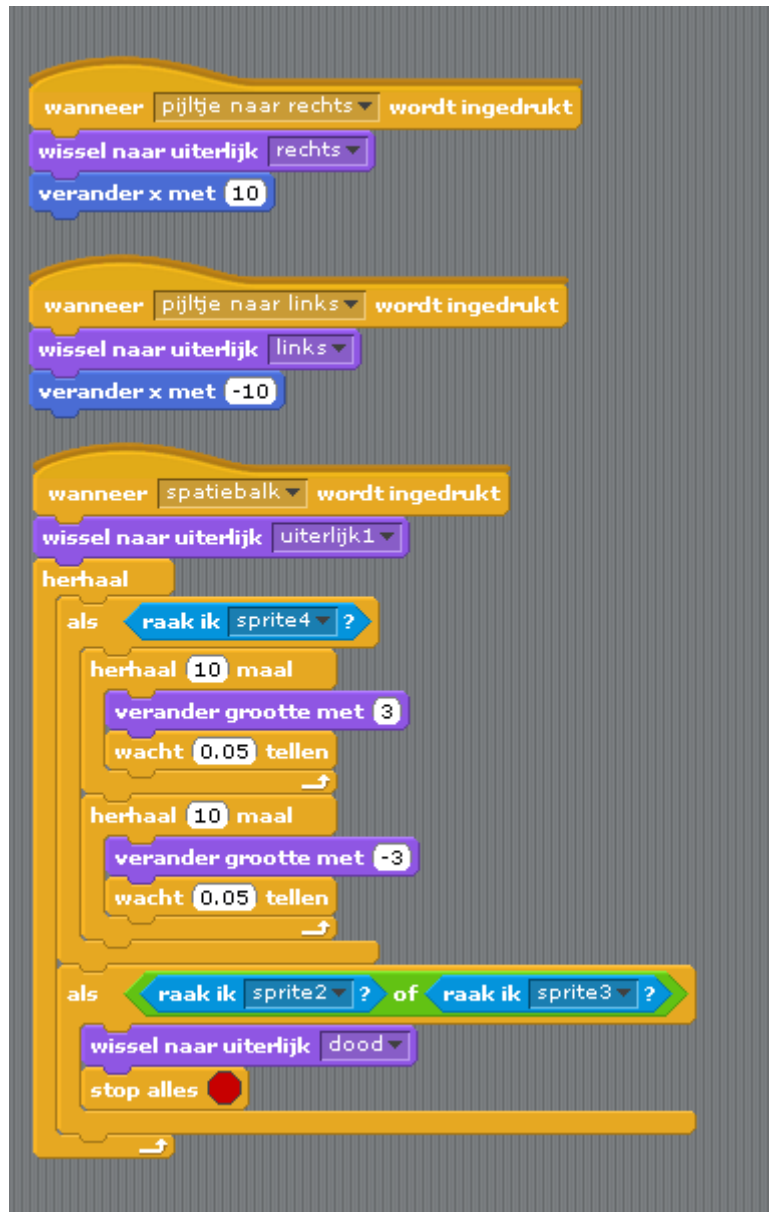 wanneer pijltje naar rechts wordt ingedrukt
wissel naar uiterlijk rechts
verander x met 10
wanneer pijltje naar links wordt ingedrukt
wissel naar uiterlijk links
verander x met -10
wanneer spatiebalk wordt ingedrukt
wissel naar uiterlijk uiterlijk1
herhaal
als raak ik sprite4 ?
herhaal 10 maal
verander grootte met 3
wacht 0.05 tellen
herhaal 10 maal
verander grootte met -3
wacht 0.05 tellen
als raak ik sprite2 ? of raak ik sprite3 ?
wissel naar uiterlijk dood
stop alles